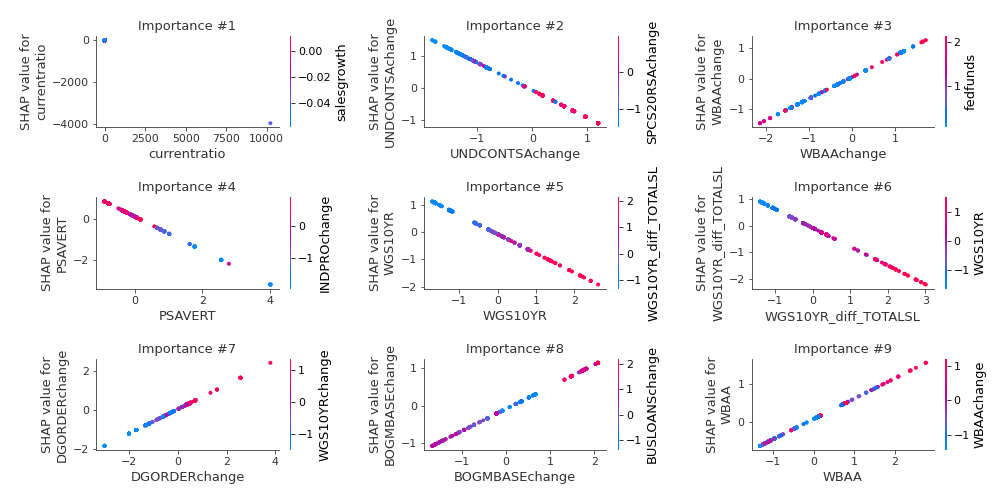 Importance #1
SHAP value for
currentratio
0
−2000
−4000
0
2500
5000
7500
10000
currentratio
0.00
−0.02
−0.04
salesgrowth
Importance #2
SHAP value for
UNDCONTSAchange
1
0
−1
−1
0
1
UNDCONTSAchange
0
−1
SPCS20RSAchange
Importance #3
SHAP value for
WBAAchange
1
0
−1
−2
−1
0
1
WBAAchange
2
1
fedfunds
Importance #4
SHAP value for
PSAVERT
0
−2
0
2
4
PSAVERT
0
−1
INDPROchange
Importance #5
SHAP value for
WGS10YR
1
0
−1
−2
−1
0
1
2
WGS10YR
2
1
0
−1
WGS10YR_diff_TOTALSL
Importance #6
SHAP value for
WGS10YR_diff_TOTALSL
1
0
−1
−2
−1
0
1
2
3
WGS10YR_diff_TOTALSL
1
0
−1
WGS10YR
Importance #7
SHAP value for
DGORDERchange
2
0
−2
−2
0
2
4
DGORDERchange
1
0
−1
WGS10YRchange
Importance #8
SHAP value for
BOGMBASEchange
1
0
−1
−1
0
1
2
BOGMBASEchange
2
1
0
−1
BUSLOANSchange
Importance #9
SHAP value for
WBAA
1
0
−1
0
1
2
WBAA
1
0
−1
WBAAchange